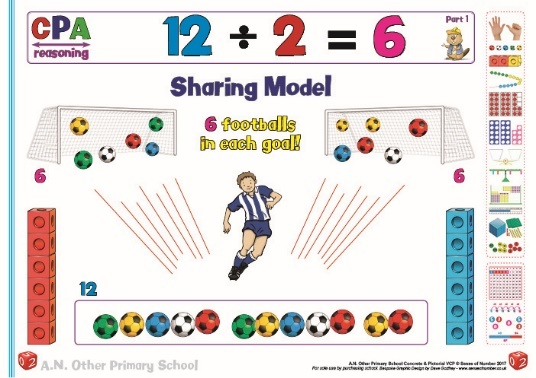 CPA
reasoning
12 ÷ 2 = 6
Part 1
Sharing Model
6 footballs
in each goal!
6
6
12
A.N. Other Primary School
A.N. Other Primary School Concrete & Pictorial VCP © Sense of Number 2017
For sole use by purchasing school. Bespoke Graphic Design by Dave Godfrey - www.senseofnumber.co.uk